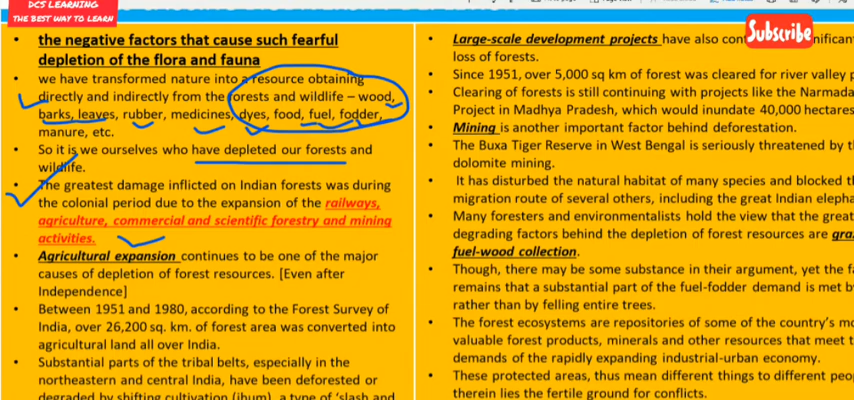 DCS LEARNING
THE BEST WAY TO LEARN
Subscribe
the negative factors that cause such fearful
depletion of the flora and fauna
we have transformed nature into a resource obtaining
directly and indirectly from the forests and wildlife – wood,
barks, leaves, rubber, medicines, dyes, food, fuel, fodder,
manure, etc.
So it is we ourselves who have depleted our forests and
wildlife.
The greatest damage inflicted on Indian forests was during
the colonial period due to the expansion of the railways,
agriculture, commercial and scientific forestry and mining
activities.
Agricultural expansion continues to be one of the major
causes of depletion of forest resources. [Even after
Independence]
Between 1951 and 1980, according to the Forest Survey of
India, over 26,200 sq. km. of forest area was converted into
agricultural land all over India.
Substantial parts of the tribal belts, especially in the
northeastern and central India, have been deforested or
degraded by shifting cultivation (jhum), a type of ‘slash and
Large-scale development projects have also
loss of forests.
Since 1951, over 5,000 sq km of forest was cleared for river valley
Clearing of forests is still continuing with projects like the Narmada
Project in Madhya Pradesh, which would inundate 40,000 hectares
Mining is another important factor behind deforestation.
The Buxa Tiger Reserve in West Bengal is seriously threatened by
dolomite mining.
It has disturbed the natural habitat of many species and blocked
migration route of several others, including the great Indian
Many foresters and environmentalists hold the view that the
degrading factors behind the depletion of forest resources are
fuel-wood collection.
Though, there may be some substance in their argument, yet the
remains that a substantial part of the fuel-fodder demand is met
rather than by felling entire trees.
The forest ecosystems are repositories of some of the country’s
valuable forest products, minerals and other resources that meet
demands of the rapidly expanding industrial-urban economy.
These protected areas, thus mean different things to different
therein lies the fertile ground for conflicts.